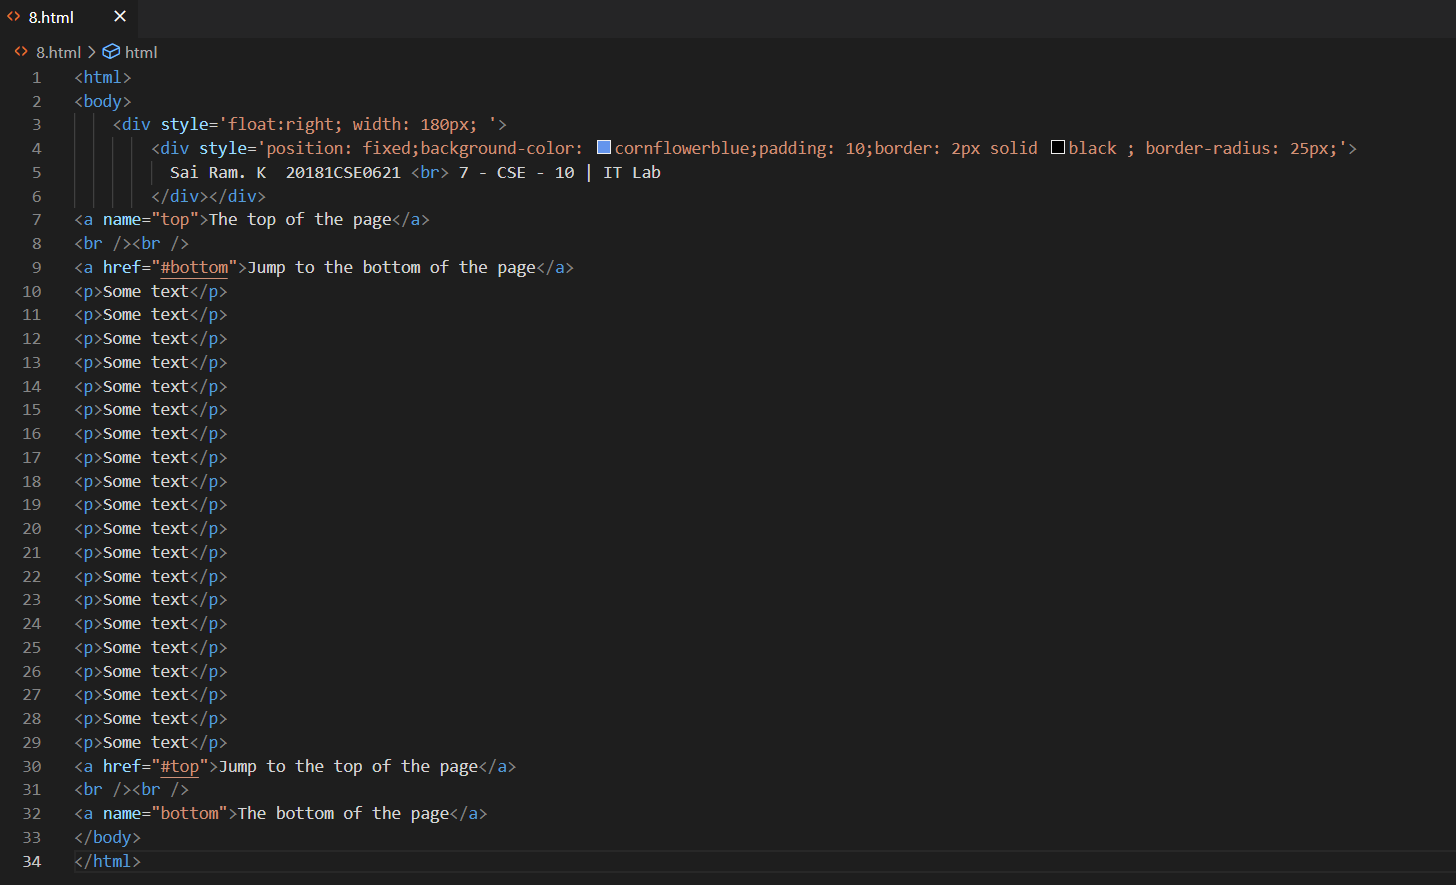 8.html
8.html > html
1 <html>
2 <body>
3     <div style='float:right; width: 180px; '>
4         <div style='position: fixed;background-color: cornflowerblue;padding: 10;border: 2px solid black ; border-radius: 25px;'>
5           Sai Ram. K  20181CSE0621 <br> 7 - CSE - 10 | IT Lab
6         </div></div>
7 <a name="top">The top of the page</a>
8 <br /><br />
9 <a href="#bottom">Jump to the bottom of the page</a>
10 <p>Some text</p>
11 <p>Some text</p>
12 <p>Some text</p>
13 <p>Some text</p>
14 <p>Some text</p>
15 <p>Some text</p>
16 <p>Some text</p>
17 <p>Some text</p>
18 <p>Some text</p>
19 <p>Some text</p>
20 <p>Some text</p>
21 <p>Some text</p>
22 <p>Some text</p>
23 <p>Some text</p>
24 <p>Some text</p>
25 <p>Some text</p>
26 <p>Some text</p>
27 <p>Some text</p>
28 <p>Some text</p>
29 <p>Some text</p>
30 <a href="#top">Jump to the top of the page</a>
31 <br /><br />
32 <a name="bottom">The bottom of the page</a>
33 </body>
34 </html>